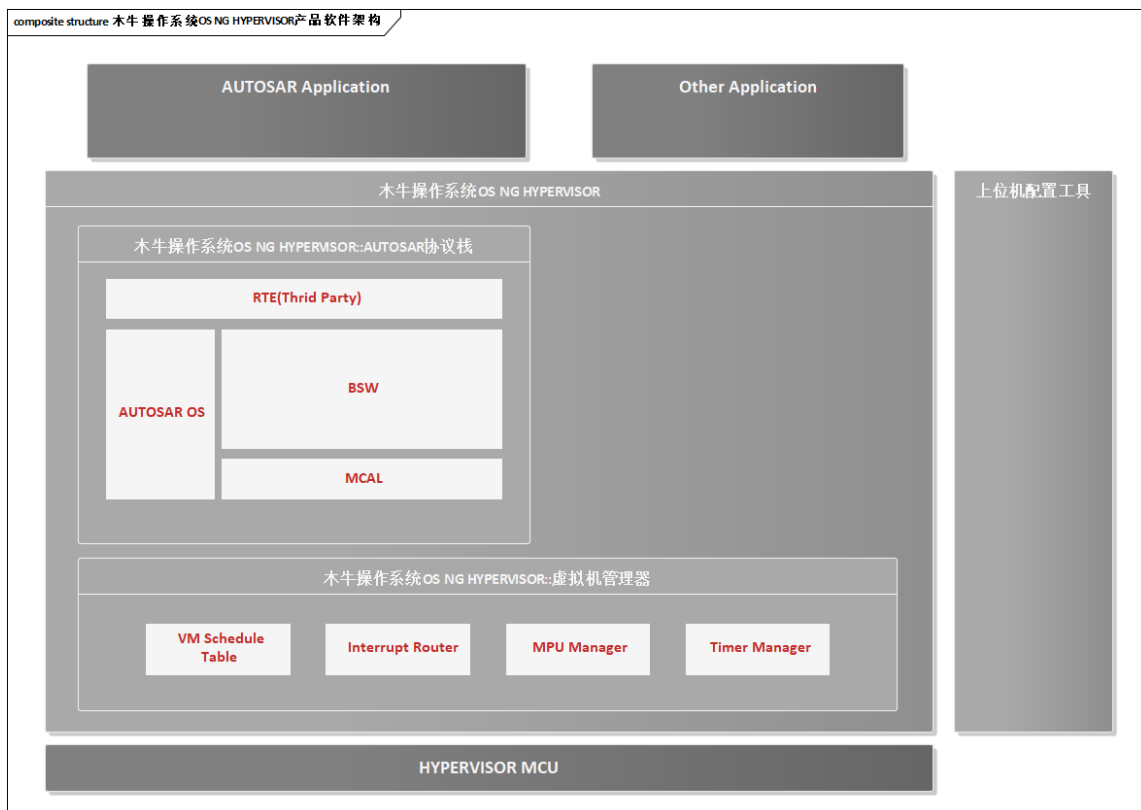 composite structure 木牛操作系统OS NG HYPERVISOR产品软件架构
AUTOSAR Application
Other Application
木牛操作系统OS NG HYPERVISOR
上位机配置工具
木牛操作系统OS NG HYPERVISOR::AUTOSAR协议栈
RTE(Thrid Party)
AUTOSAR OS
BSW
MCAL
木牛操作系统OS NG HYPERVISOR::虚拟机管理器
VM Schedule
Table
Interrupt Router
MPU Manager
Timer Manager
HYPERVISOR MCU